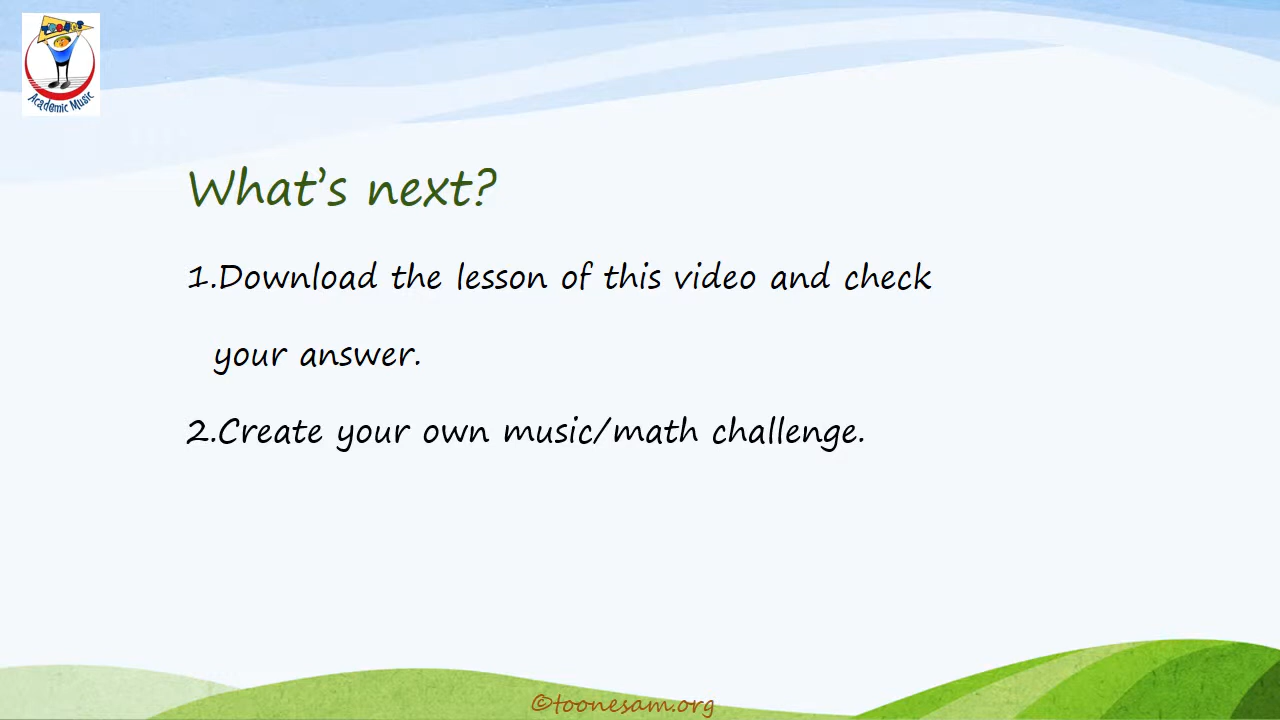 Academic Music
What's next?
1.Download the lesson of this video and check
your answer.
2.Create your own music/math challenge.
©toonesam.org